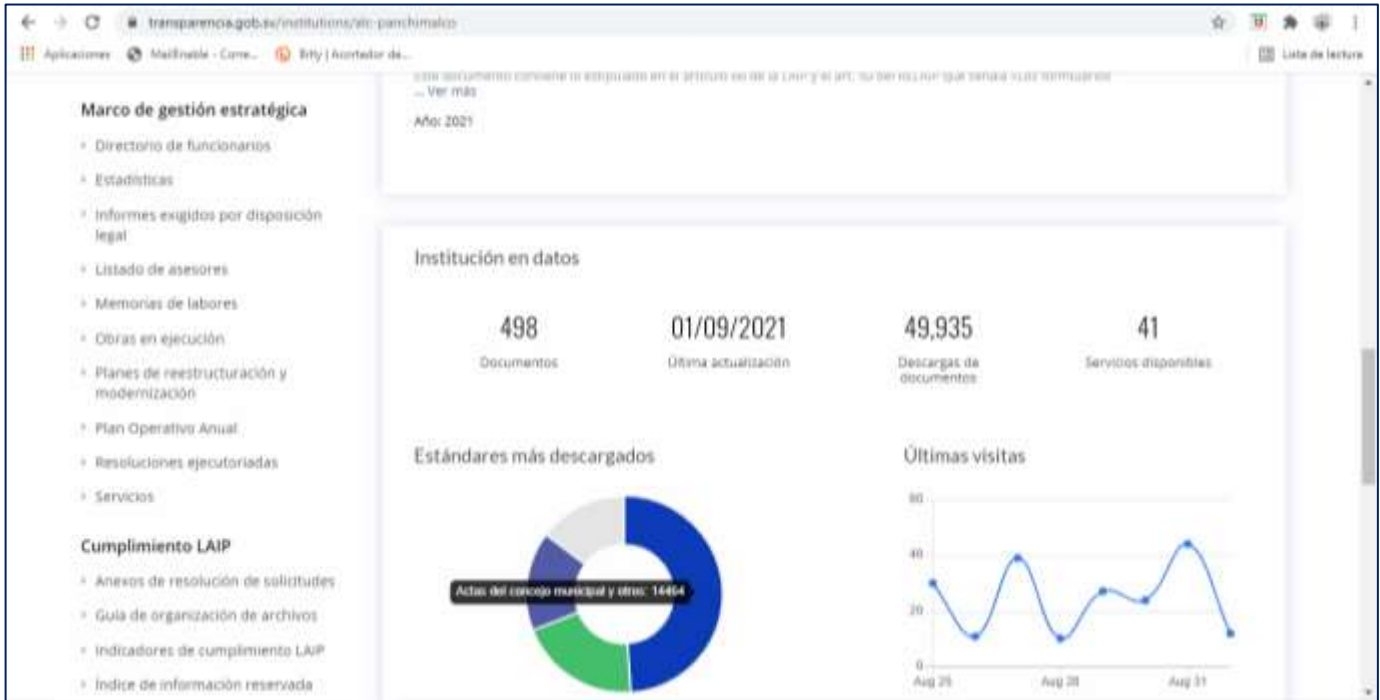 transparencia.gob.sv/institutions/alc-panchimalco
Aplicaciones
MailEnable - Corre...
Bitly | Acortador de...
Lista de lectura
... Ver más
Año: 2021
Marco de gestión estratégica
Directorio de funcionarios
Estadísticas
Informes exigidos por disposición
legal
Listado de asesores
Memorias de labores
Obras en ejecución
Planes de reestructuración y
modernización
Plan Operativo Anual
Resoluciones ejecutoriadas
Servicios
Cumplimiento LAIP
Anexos de resolución de solicitudes
Guía de organización de archivos
Indicadores de cumplimiento LAIP
Índice de información reservada
Institución en datos
498
Documentos
01/09/2021
Última actualización
49,935
Descargas de
documentos
41
Servicios disponibles
Estándares más descargados
Actas del concejo municipal y otros: 14464
Últimas visitas
60
40
20
0
Aug 25
Aug 28
Aug 31